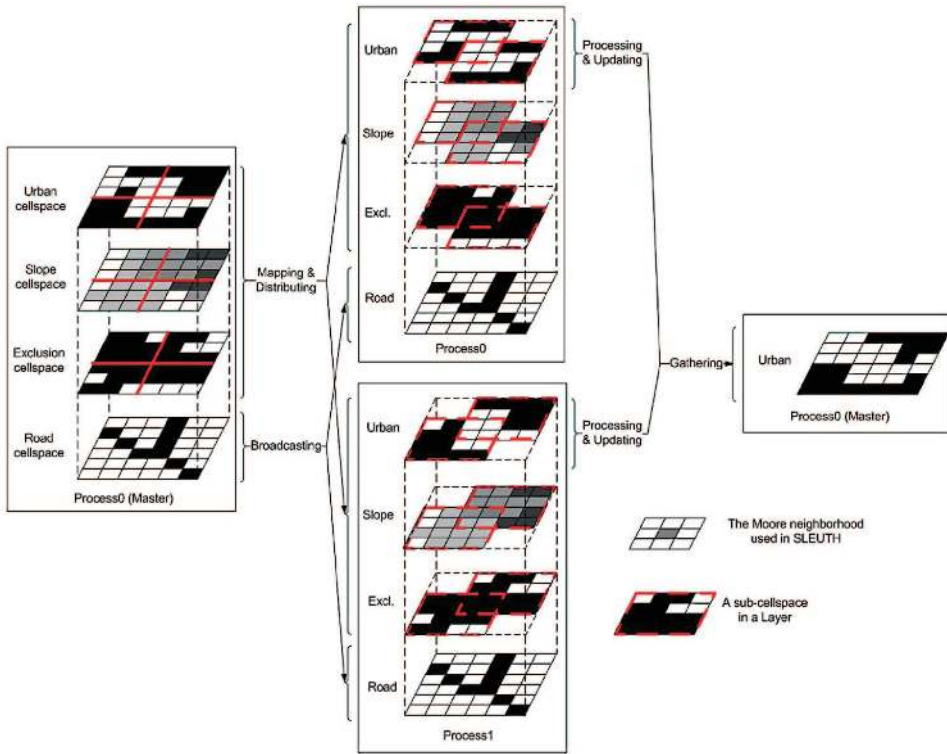 Urban
cellspace
Slope
cellspace
Exclusion
cellspace
Road
cellspace
Process0 (Master)
Mapping &
Distributing
Broadcasting
Urban
Slope
Excl.
Road
Process0
Processing
& Updating
Urban
Slope
Excl.
Road
Process1
Processing
& Updating
Gathering
Urban
Process0 (Master)
The Moore neighborhood
used in SLEUTH
A sub-cellspace
in a Layer